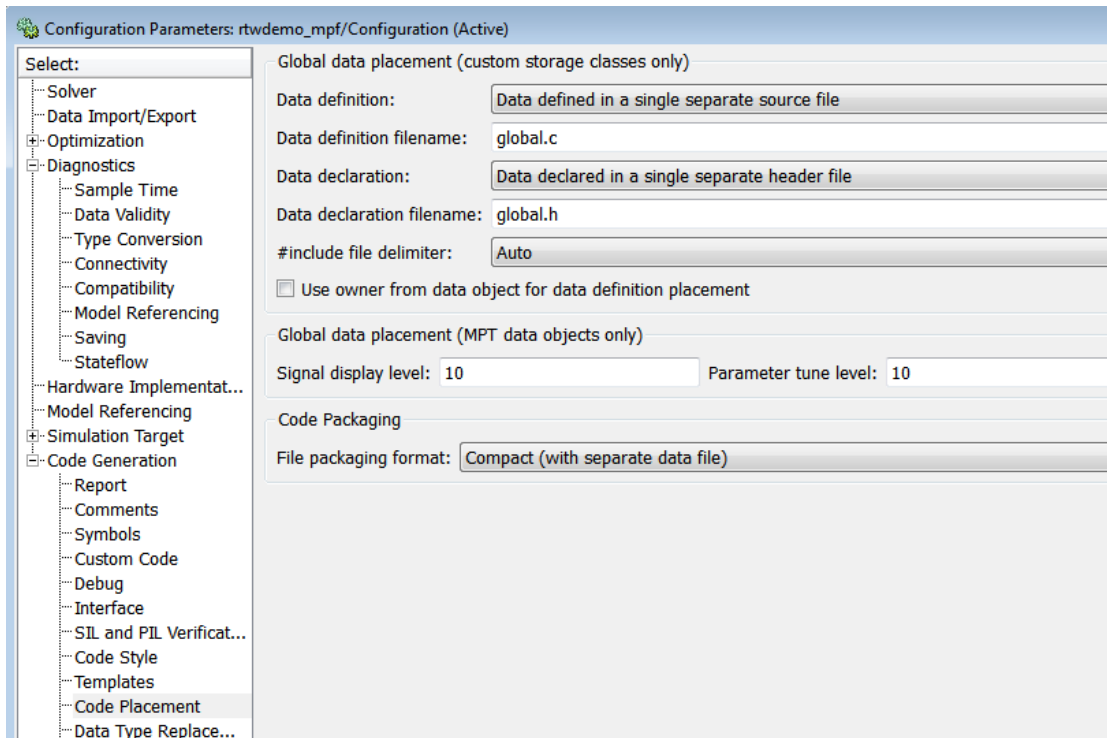 Configuration Parameters: rtwdemo_mpf/Configuration (Active)
Select:
Solver
Data Import/Export
Optimization
Diagnostics
Sample Time
Data Validity
Type Conversion
Connectivity
Compatibility
Model Referencing
Saving
Stateflow
Hardware Implementat...
Model Referencing
Simulation Target
Code Generation
Report
Comments
Symbols
Custom Code
Debug
Interface
SIL and PIL Verificat...
Code Style
Templates
Code Placement
Data Type Replace...
Global data placement (custom storage classes only)
Data definition: Data defined in a single separate source file
Data definition filename: global.c
Data declaration: Data declared in a single separate header file
Data declaration filename: global.h
#include file delimiter: Auto
Use owner from data object for data definition placement
Global data placement (MPT data objects only)
Signal display level: 10 Parameter tune level: 10
Code Packaging
File packaging format: Compact (with separate data file)